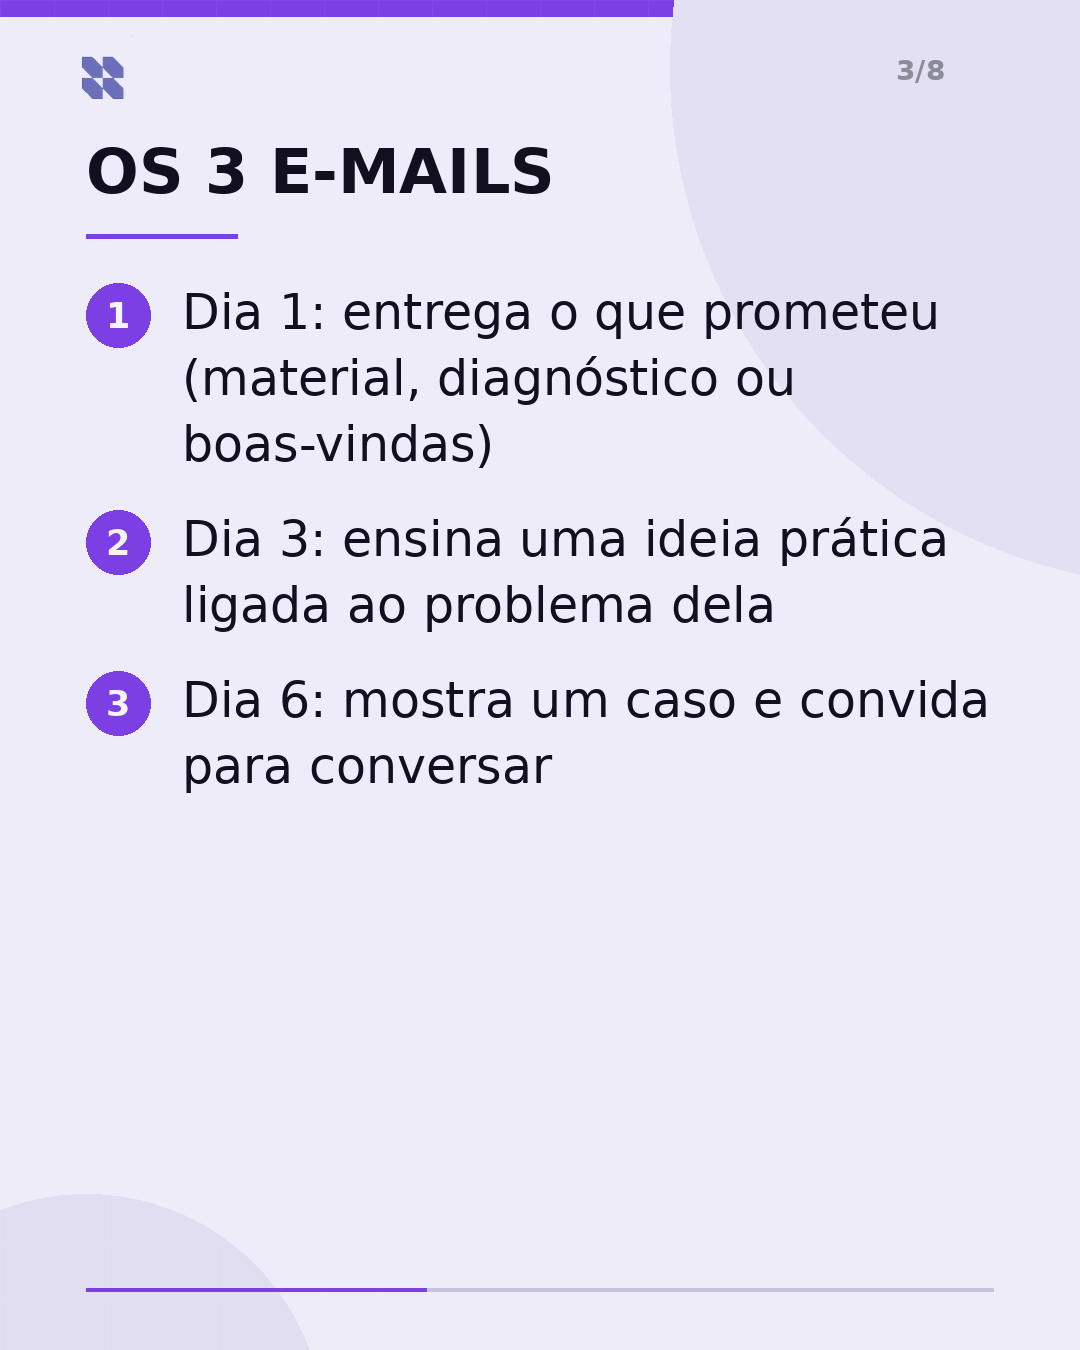 3/8
OS 3 E-MAILS
1 Dia 1: entrega o que prometeu
(material, diagnóstico ou
boas-vindas)
2 Dia 3: ensina uma ideia prática
ligada ao problema dela
3 Dia 6: mostra um caso e convida
para conversar